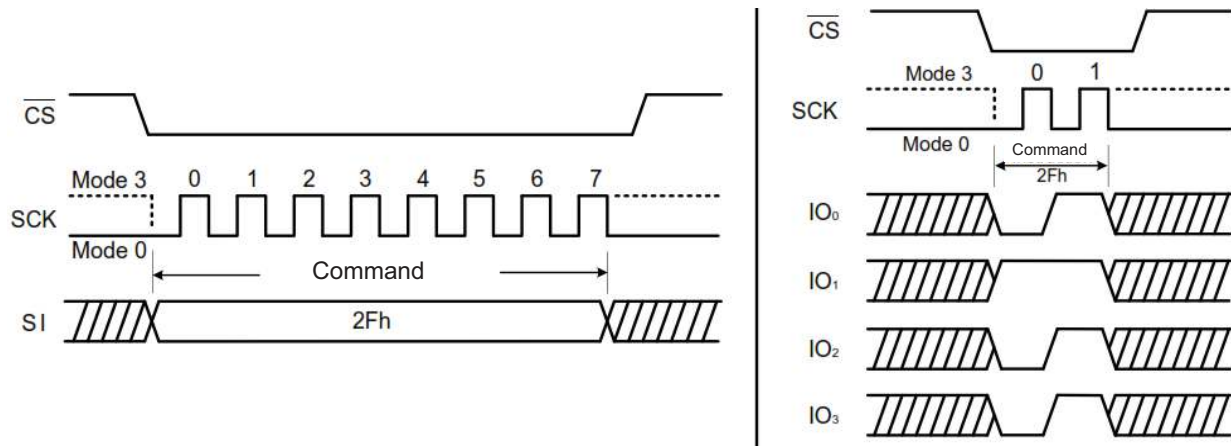 CS
Mode 3 0 1 2 3 4 5 6 7
SCK
Mode 0
Command
SI 2Fh
CS
Mode 3 0 1
SCK
Mode 0 Command
2Fh
IO₀
IO₁
IO₂
IO₃